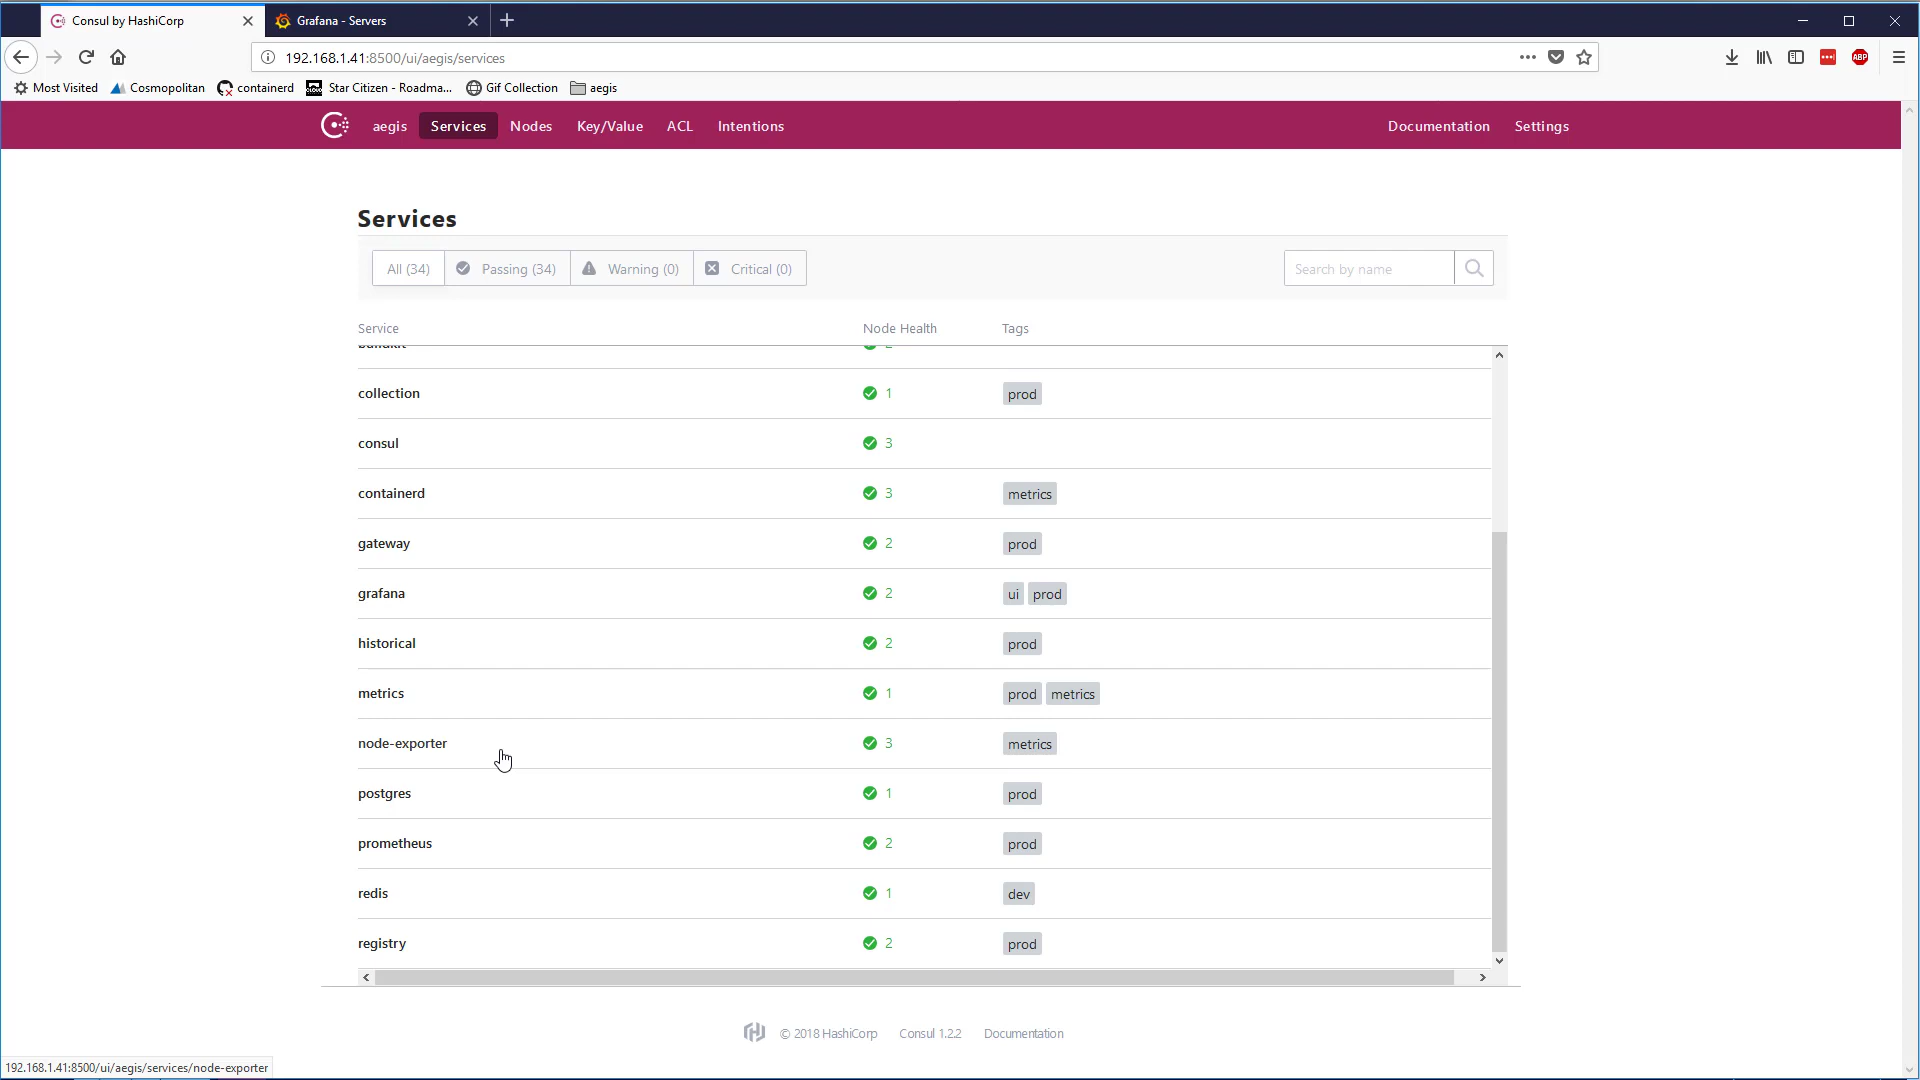 Consul by HashiCorp
Grafana - Servers
192.168.1.41:8500/ui/aegis/services
Most Visited
Cosmopolitan
containerd
Star Citizen - Roadma...
Gif Collection
aegis
ABP
aegis
Services
Nodes
Key/Value
ACL
Intentions
Documentation
Settings
Services
All (34)
Passing (34)
Warning (0)
Critical (0)
Search by name
Service Node Health Tags
collection 1 prod
consul 3
containerd 3 metrics
gateway 2 prod
grafana 2 ui prod
historical 2 prod
metrics 1 prod metrics
node-exporter 3 metrics
postgres 1 prod
prometheus 2 prod
redis 1 dev
registry 2 prod
© 2018 HashiCorp Consul 1.2.2 Documentation
192.168.1.41:8500/ui/aegis/services/node-exporter